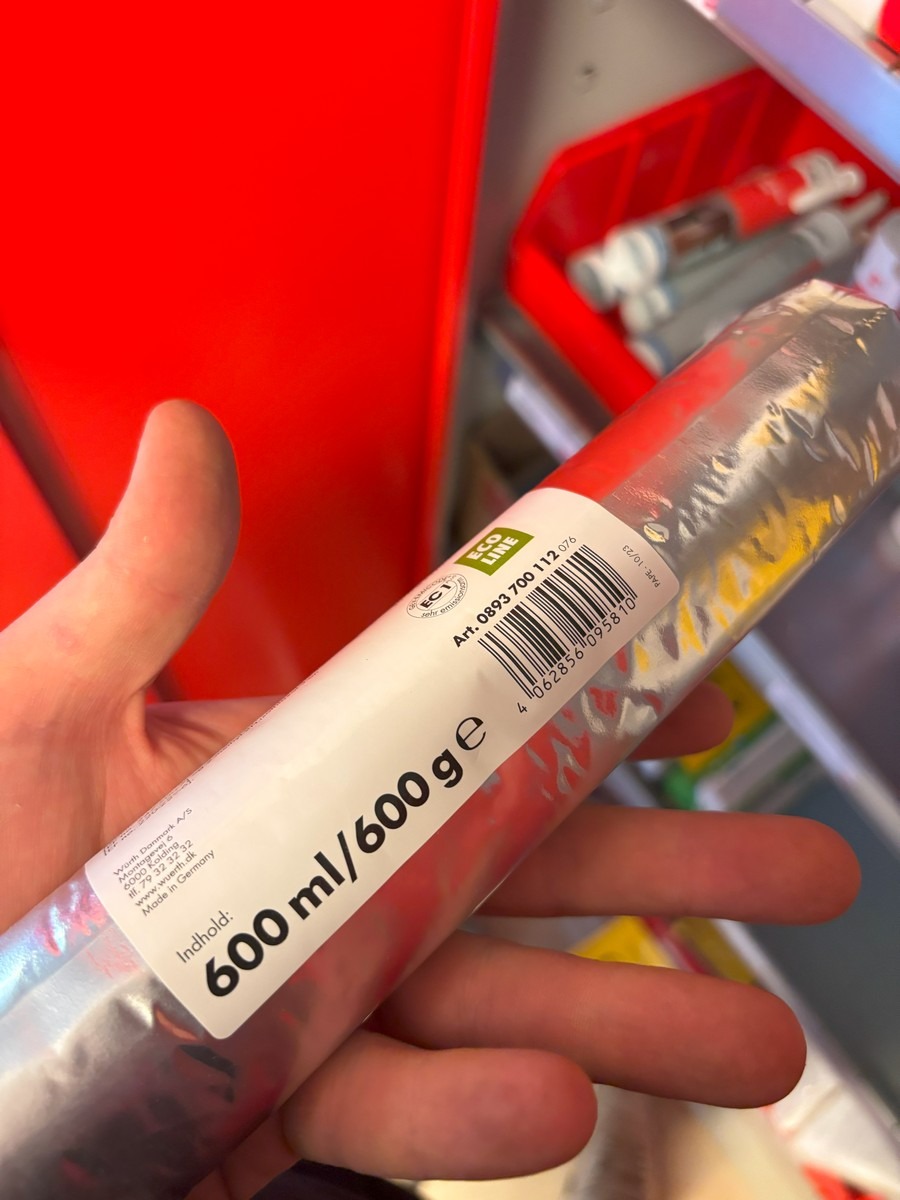 ECO
LINE
EC 1
sehr emissions
Art. 0893 700 112 076
4 062856 095810
PAPE · 10/23
600 ml/600 g e
Indhold:
Würth Danmark A/S
Montagevej 6
6000 Kolding
tlf. 79 32 32 32
www.wuerth.dk
Made in Germany